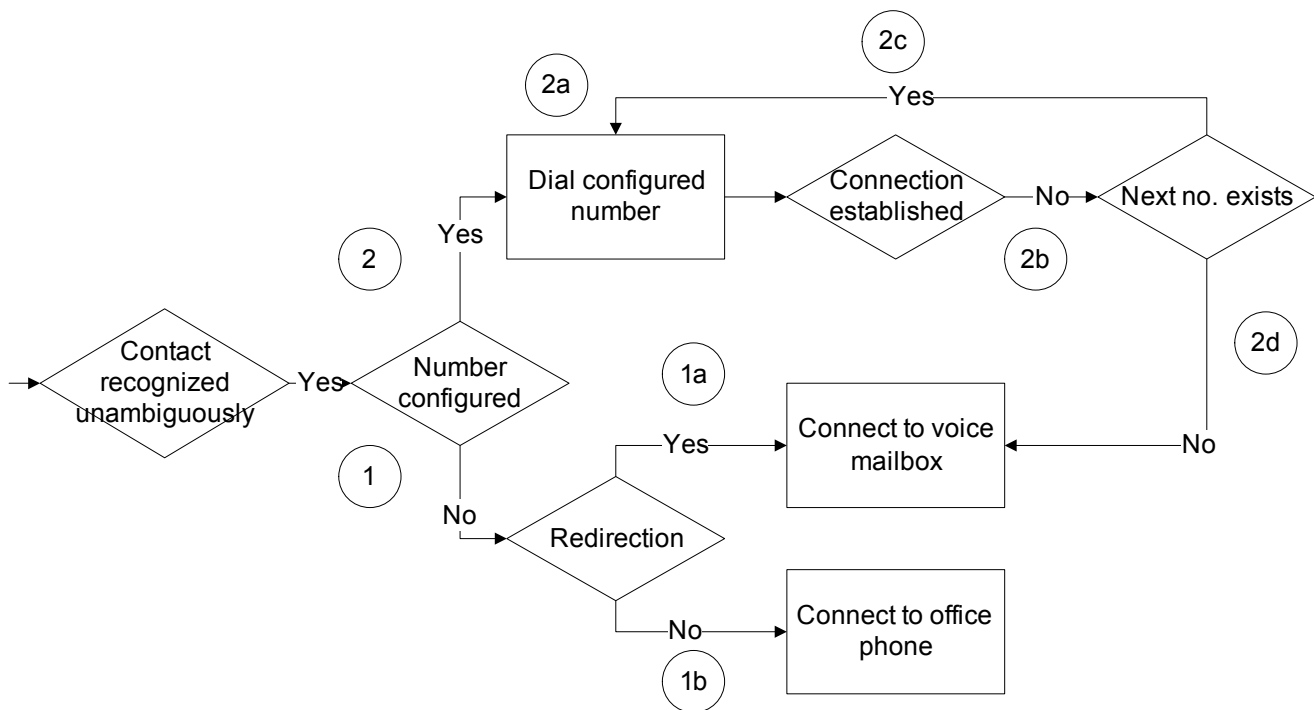 2c
2a
Yes
Dial configured
number
Connection
established
No
Next no. exists
Yes
2
2b
2d
Contact
recognized
unambiguously
Yes
Number
configured
1a
1
Yes
Connect to voice
mailbox
No
No
Redirection
No
Connect to office
phone
1b